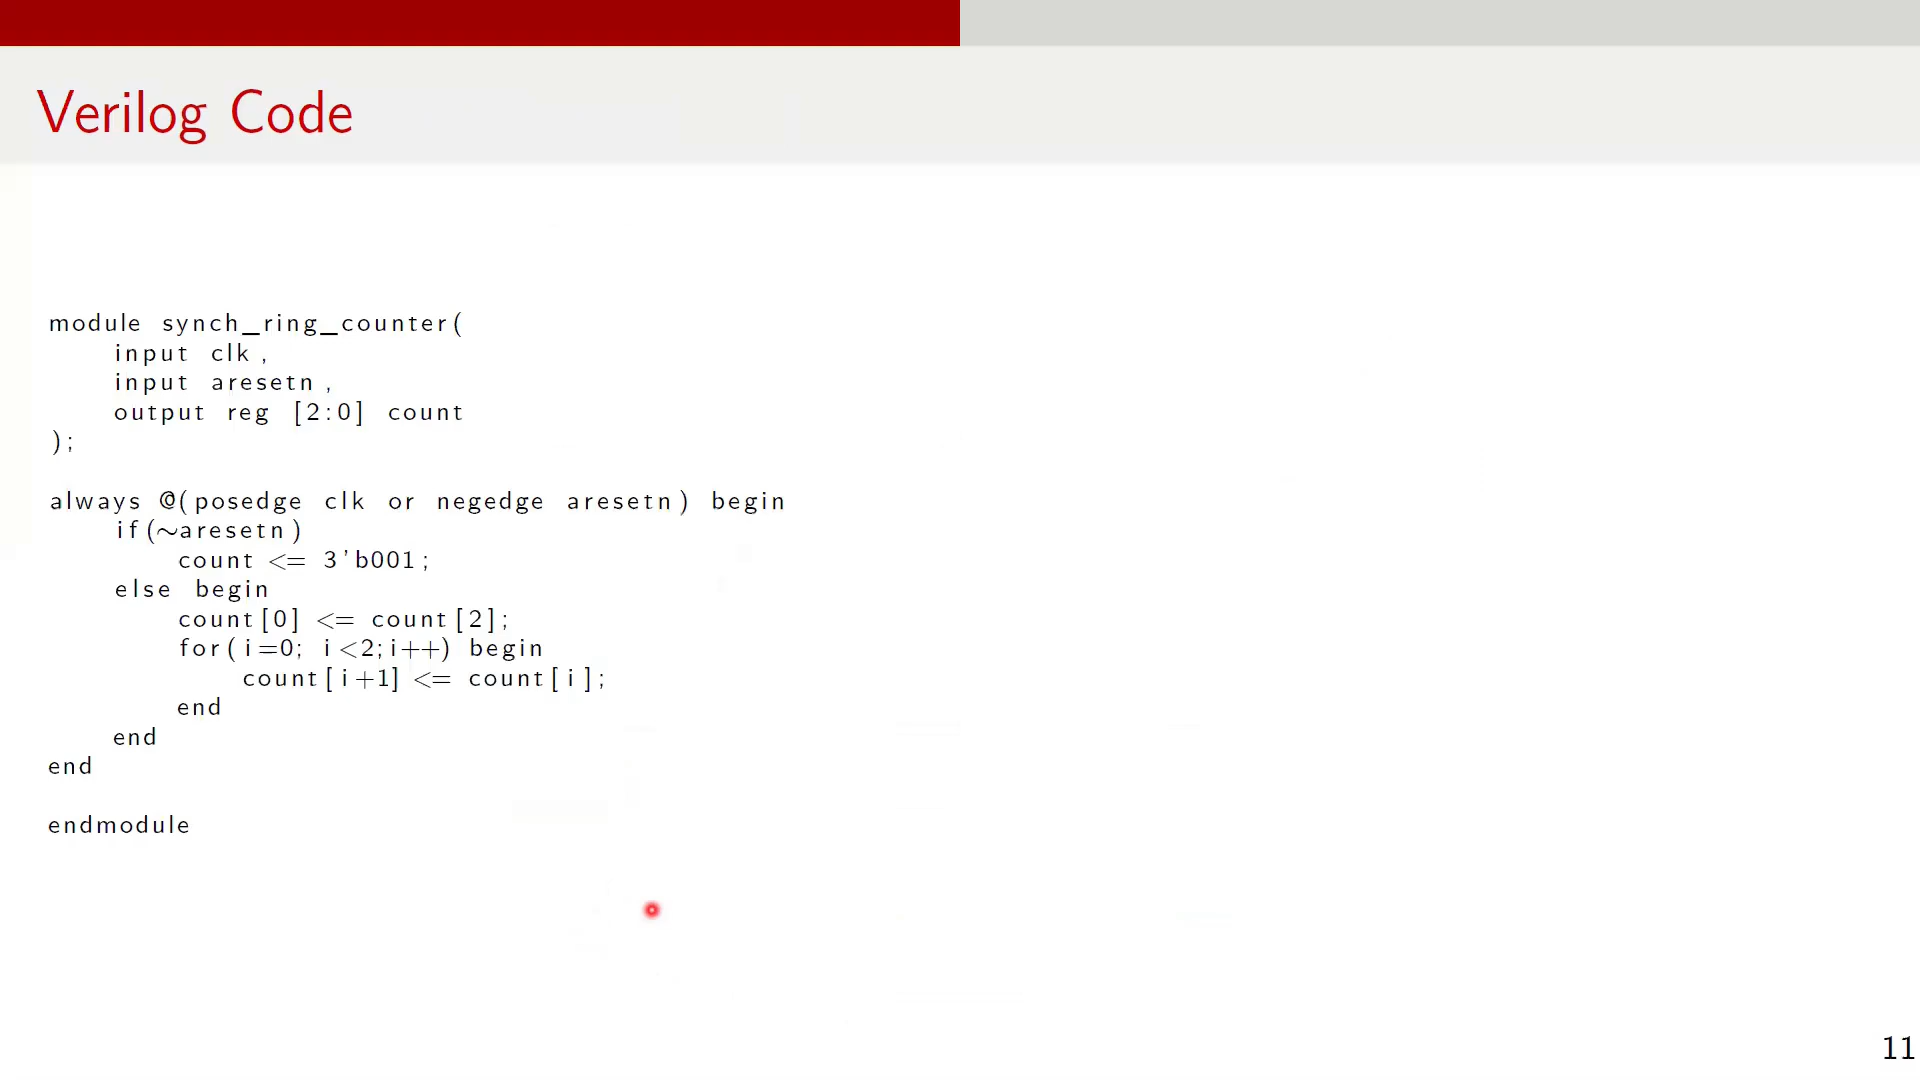 Verilog Code
module synch_ring_counter(
input clk,
input aresetn,
output reg [2:0] count
);
always @(posedge clk or negedge aresetn) begin
if(~aresetn)
count <= 3'b001;
else begin
count[0] <= count[2];
for(i=0; i<2;i++) begin
count[i+1] <= count[i];
end
end
end
endmodule
11